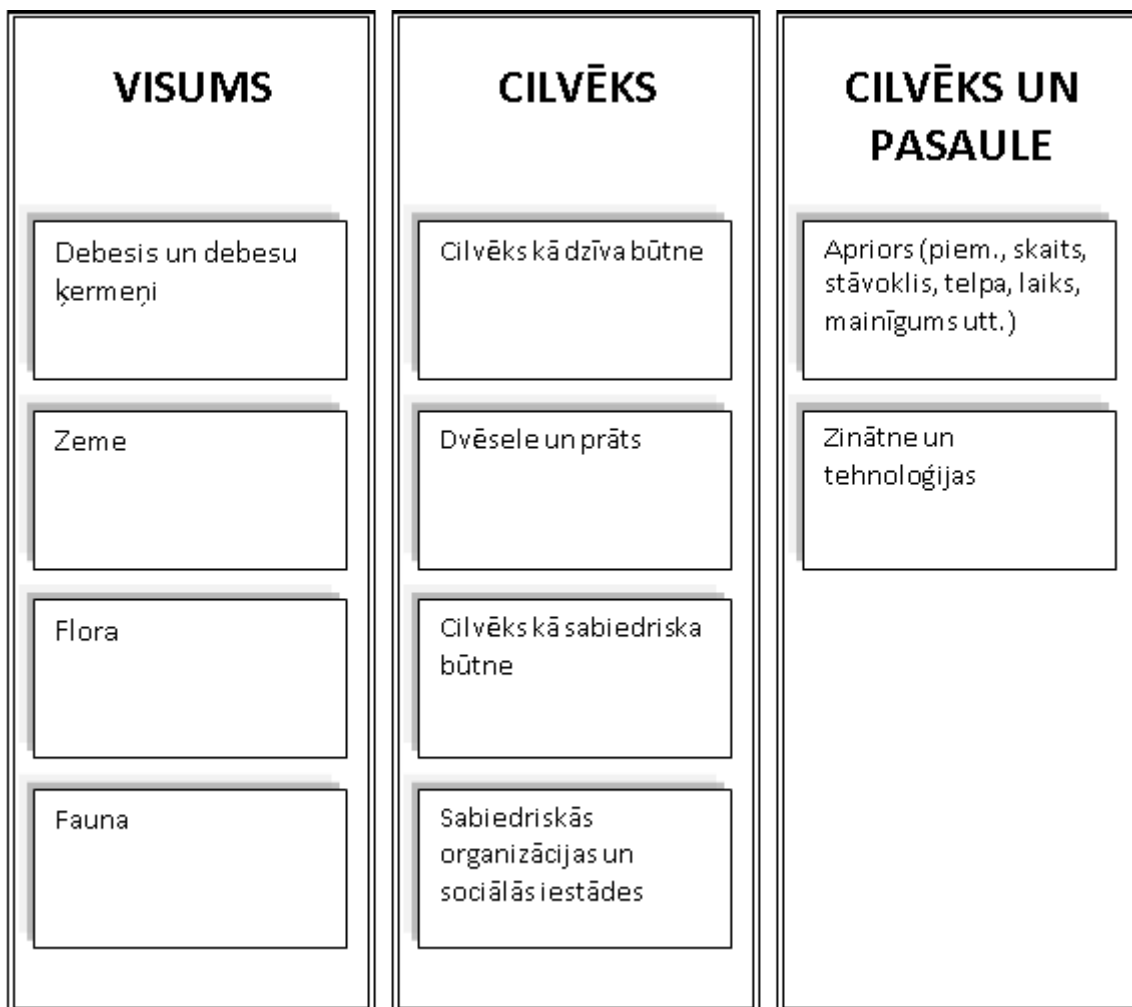 VISUMS
Debesis un debesu
ķermeņi
Zeme
Flora
Fauna
CILVĒKS
Cilvēks kā dzīva būtne
Dvēsele un prāts
Cilvēks kā sabiedriska
būtne
Sabiedriskās
organizācijas un
sociālās iestādes
CILVĒKS UN
PASAULE
Apriors (piem., skaits,
stāvoklis, telpa, laiks,
mainīgums utt.)
Zinātne un
tehnoloģijas